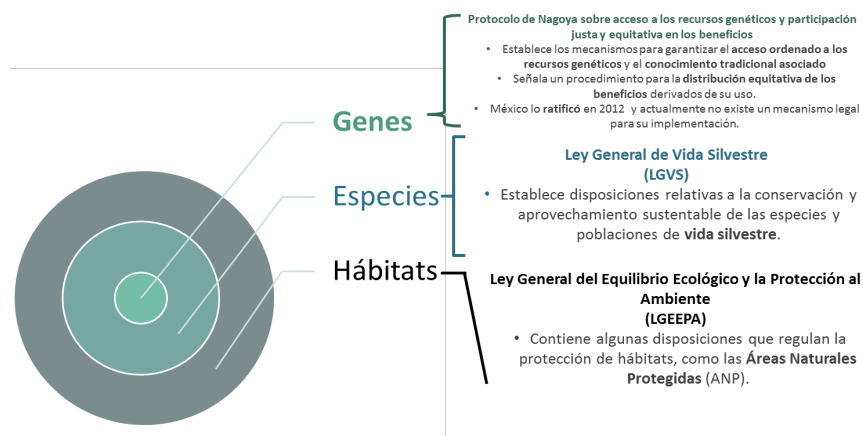 Protocolo de Nagoya sobre acceso a los recursos genéticos y participación
justa y equitativa en los beneficios
• Establece los mecanismos para garantizar el acceso ordenado a los
recursos genéticos y el conocimiento tradicional asociado
• Señala un procedimiento para la distribución equitativa de los
beneficios derivados de su uso.
• México lo ratificó en 2012 y actualmente no existe un mecanismo legal
para su implementación.
Genes
Ley General de Vida Silvestre
(LGVS)
• Establece disposiciones relativas a la conservación y
aprovechamiento sustentable de las especies y
poblaciones de vida silvestre.
Especies
Hábitats
Ley General del Equilibrio Ecológico y la Protección al
Ambiente
(LGEEPA)
• Contiene algunas disposiciones que regulan la
protección de hábitats, como las Áreas Naturales
Protegidas (ANP).